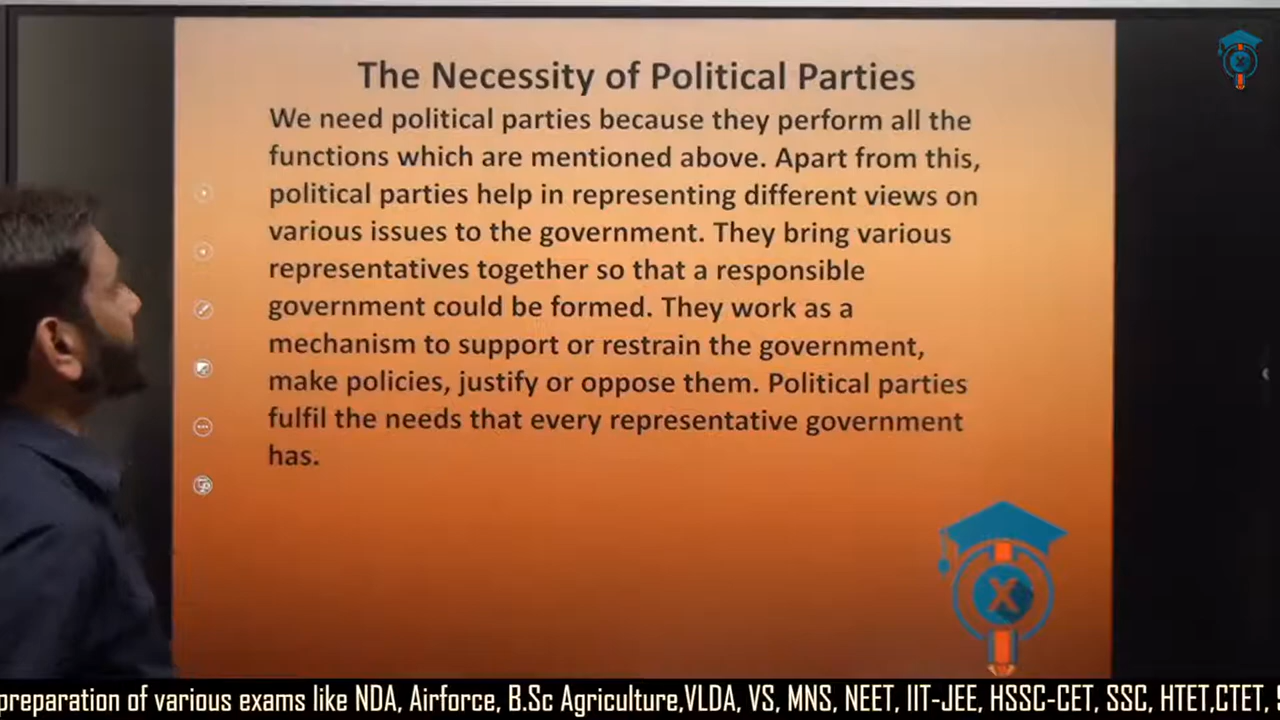 The Necessity of Political Parties
We need political parties because they perform all the
functions which are mentioned above. Apart from this,
political parties help in representing different views on
various issues to the government. They bring various
representatives together so that a responsible
government could be formed. They work as a
mechanism to support or restrain the government,
make policies, justify or oppose them. Political parties
fulfil the needs that every representative government
has.
X
X
preparation of various exams like NDA, Airforce, B.Sc Agriculture,VLDA, VS, MNS, NEET, IIT-JEE, HSSC-CET, SSC, HTET,CTET,